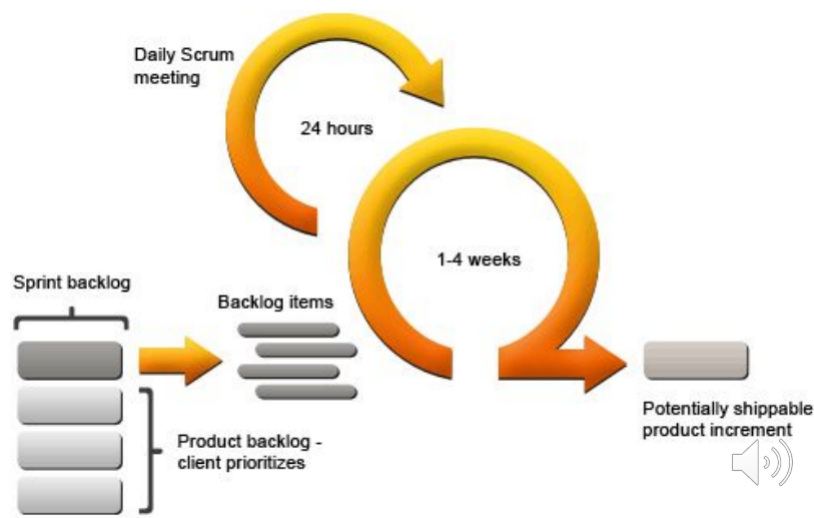 Daily Scrum
meeting
24 hours
1-4 weeks
Sprint backlog
Backlog items
Product backlog -
client prioritizes
Potentially shippable
product increment